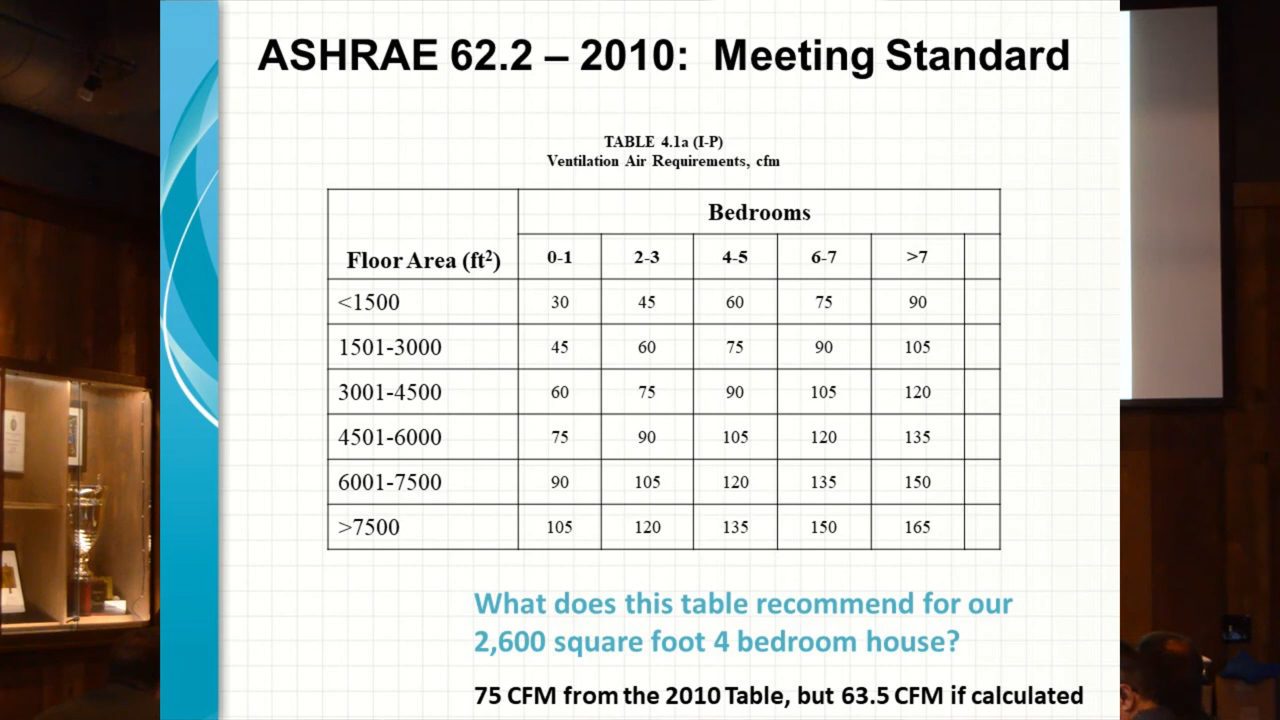 ASHRAE 62.2 – 2010: Meeting Standard
TABLE 4.1a (I-P)
Ventilation Air Requirements, cfm
Bedrooms
Floor Area (ft²) 0-1 2-3 4-5 6-7 >7
<1500 30 45 60 75 90
1501-3000 45 60 75 90 105
3001-4500 60 75 90 105 120
4501-6000 75 90 105 120 135
6001-7500 90 105 120 135 150
>7500 105 120 135 150 165
What does this table recommend for our
2,600 square foot 4 bedroom house?
75 CFM from the 2010 Table, but 63.5 CFM if calculated